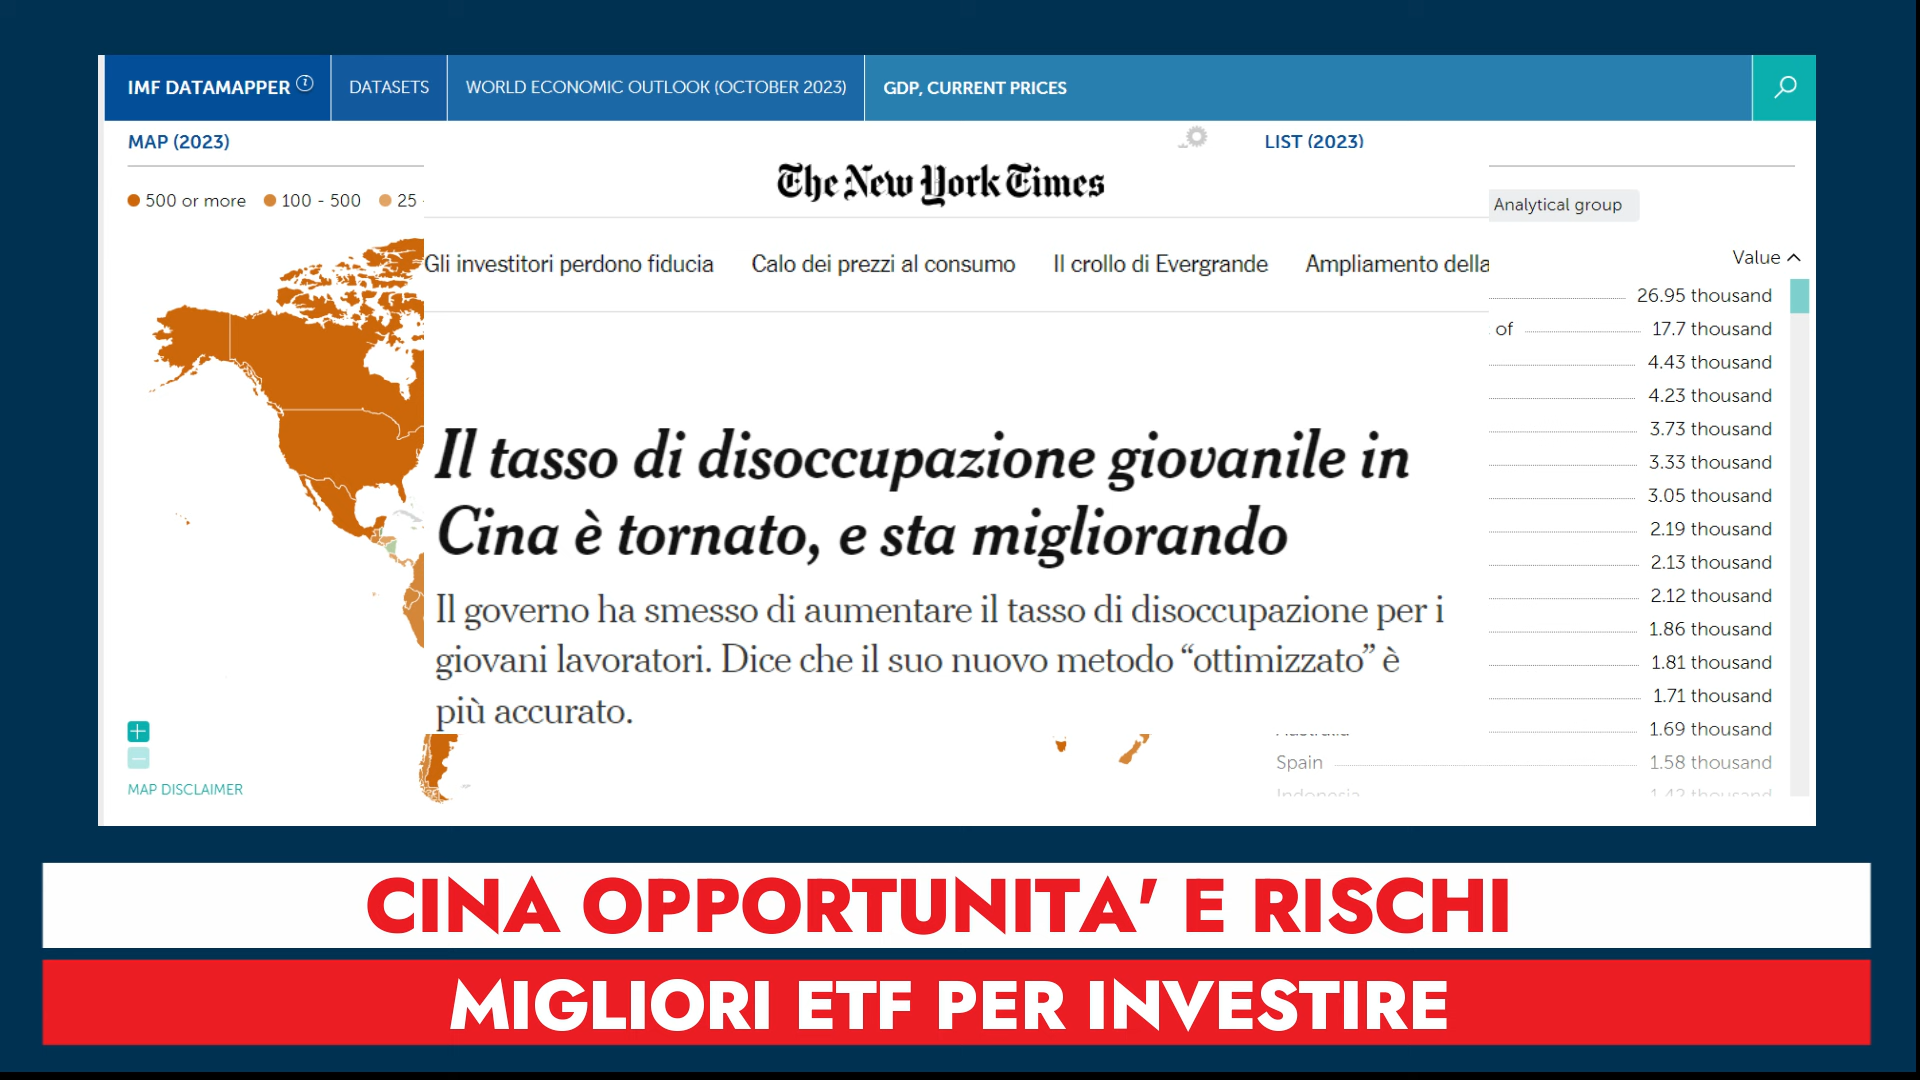 IMF DATAMAPPER
DATASETS
WORLD ECONOMIC OUTLOOK (OCTOBER 2023)
GDP, CURRENT PRICES
MAP (2023)
LIST (2023)
500 or more
100 - 500
25
The New York Times
Analytical group
Gli investitori perdono fiducia
Calo dei prezzi al consumo
Il crollo di Evergrande
Ampliamento della
Value
26.95 thousand
of 17.7 thousand
4.43 thousand
4.23 thousand
3.73 thousand
3.33 thousand
3.05 thousand
2.19 thousand
2.13 thousand
2.12 thousand
1.86 thousand
1.81 thousand
1.71 thousand
1.69 thousand
Spain 1.58 thousand
Il tasso di disoccupazione giovanile in
Cina è tornato, e sta migliorando
Il governo ha smesso di aumentare il tasso di disoccupazione per i
giovani lavoratori. Dice che il suo nuovo metodo “ottimizzato” è
più accurato.
MAP DISCLAIMER
CINA OPPORTUNITA' E RISCHI
MIGLIORI ETF PER INVESTIRE